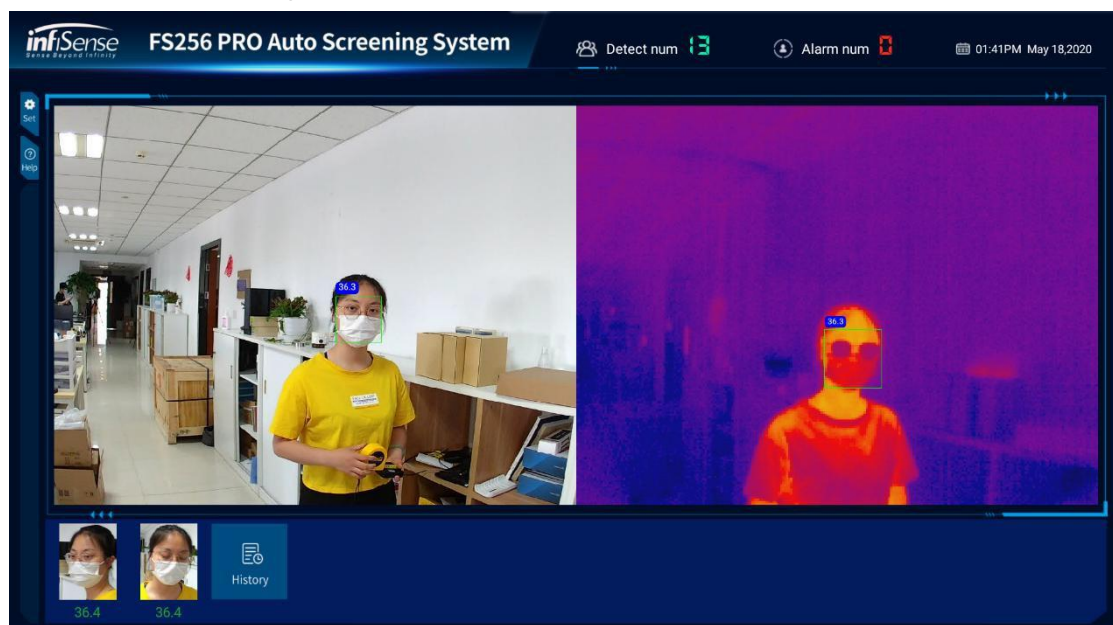 infiSense
Sense Beyond Infinity
FS256 PRO Auto Screening System
Detect num 13
Alarm num 0
01:41PM May 18,2020
Set
Help
36.3
36.3
36.4
36.4
History